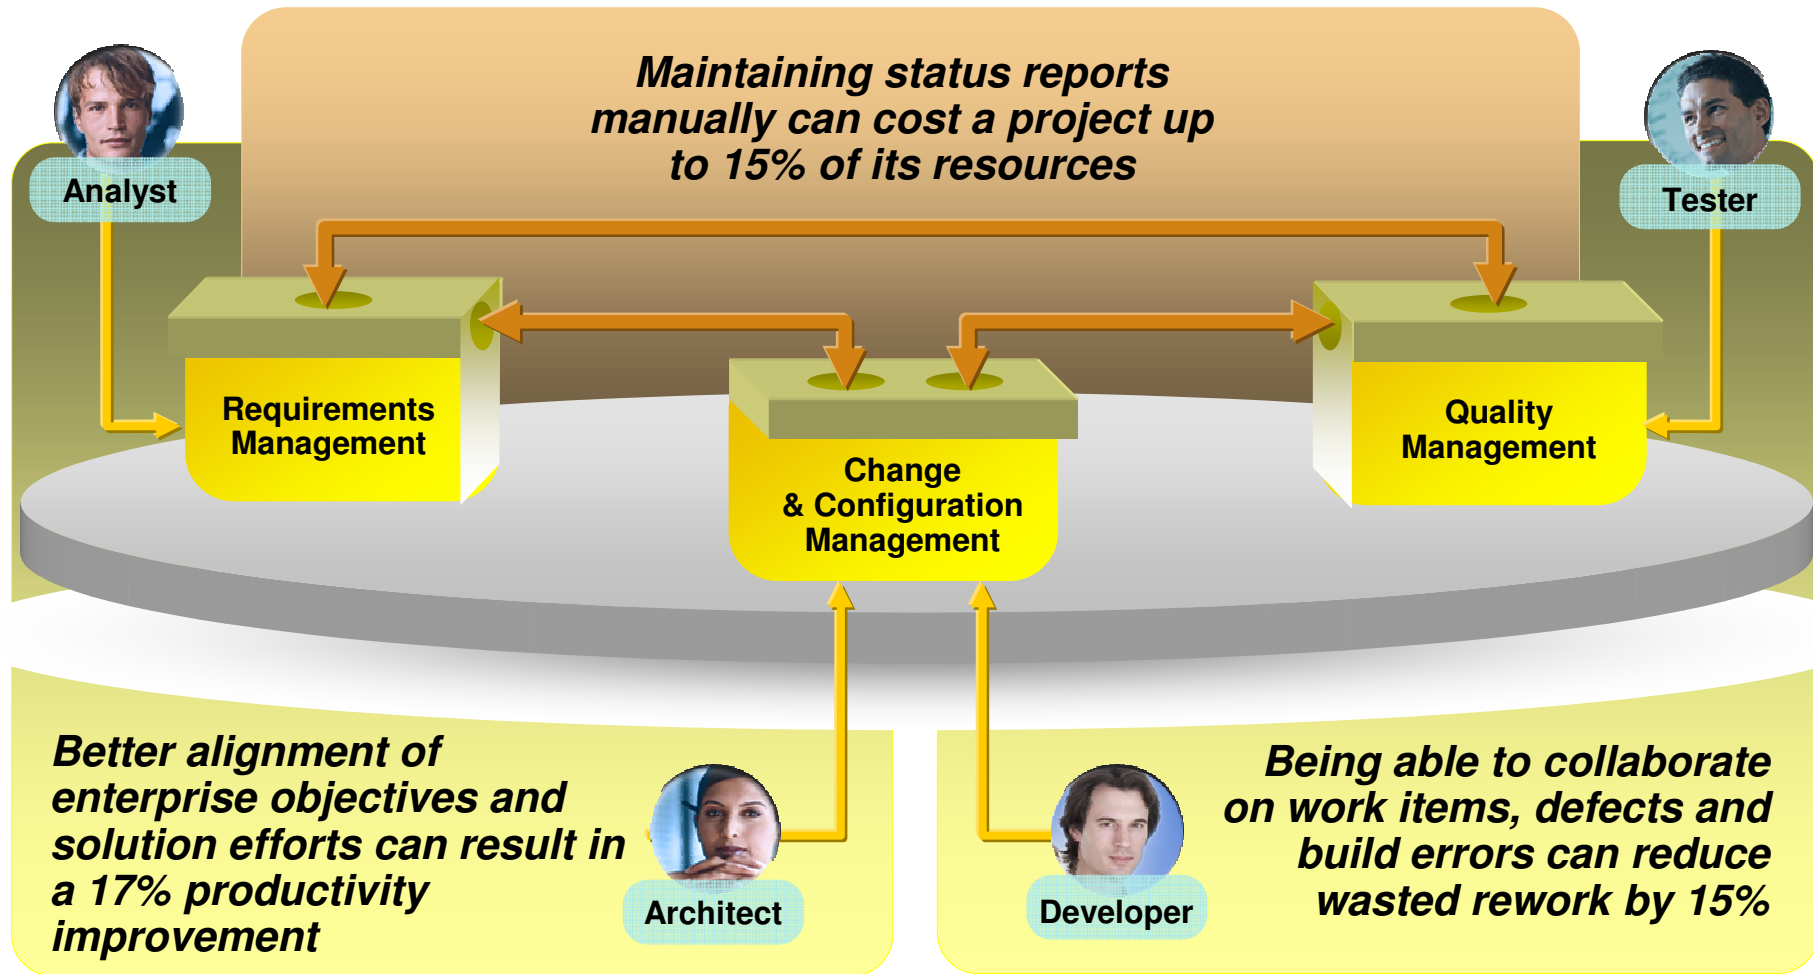 Maintaining status reports
manually can cost a project up
to 15% of its resources
Analyst
Tester
Requirements
Management
Quality
Management
Change
& Configuration
Management
Better alignment of
enterprise objectives and
solution efforts can result in
a 17% productivity
improvement
Architect
Developer
Being able to collaborate
on work items, defects and
build errors can reduce
wasted rework by 15%